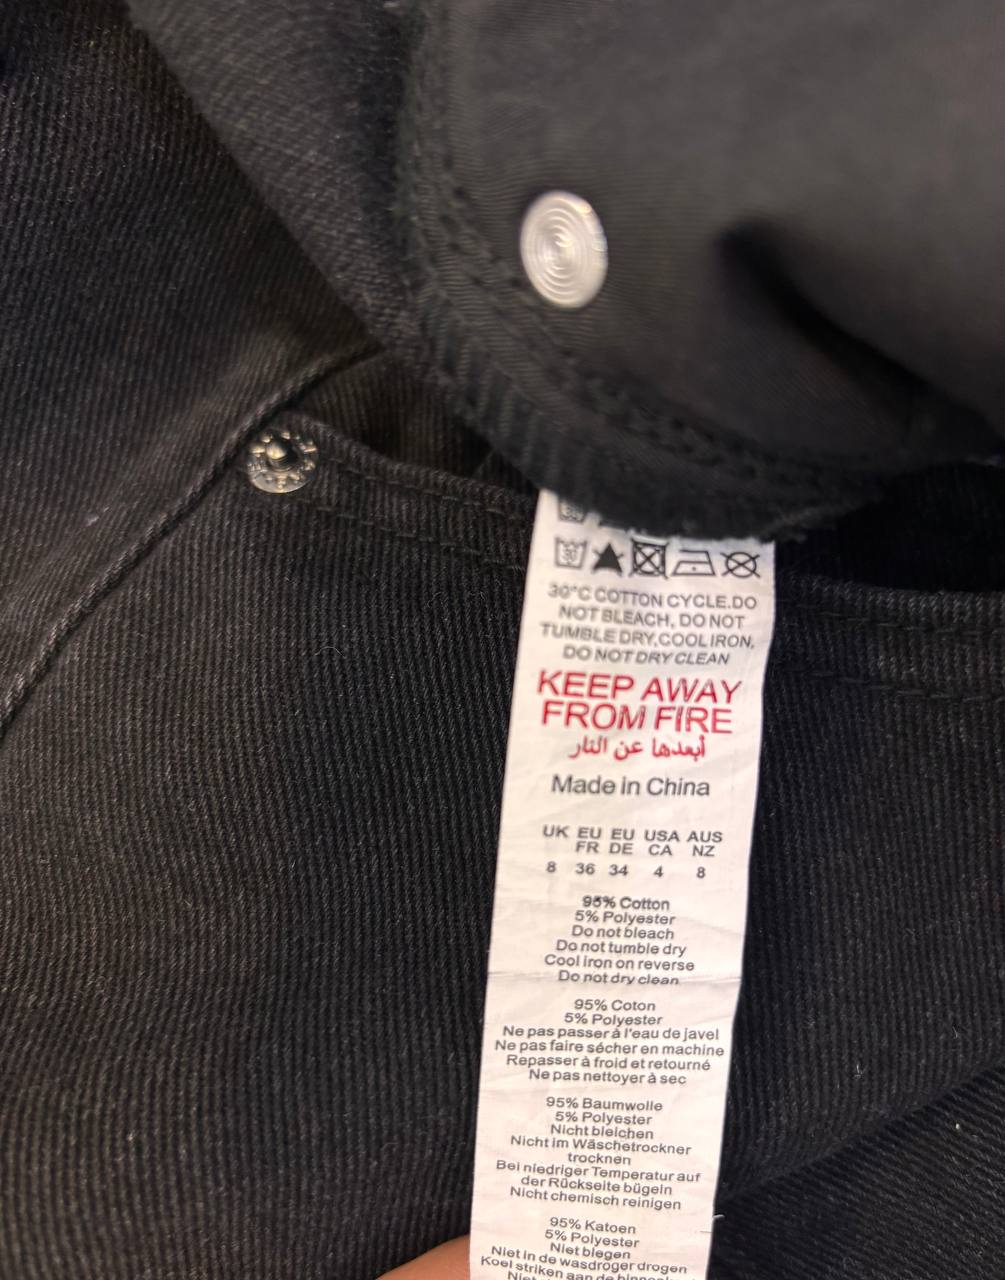 30
30°C COTTON CYCLE.DO
NOT BLEACH, DO NOT
TUMBLE DRY,COOL IRON,
DO NOT DRY CLEAN
KEEP AWAY
FROM FIRE
أبعدها عن النار
Made in China
UK EU EU USA AUS
FR DE CA NZ
8 36 34 4 8
95% Cotton
5% Polyester
Do not bleach
Do not tumble dry
Cool iron on reverse
Do not dry clean
95% Coton
5% Polyester
Ne pas passer à l'eau de javel
Ne pas faire sécher en machine
Repasser à froid et retourné
Ne pas nettoyer à sec
95% Baumwolle
5% Polyester
Nicht bleichen
Nicht im Wäschetrockner
trocknen
Bei niedriger Temperatur auf
der Rückseite bügeln
Nicht chemisch reinigen
95% Katoen
5% Polyester
Niet blegen
Niet in de wasdroger drogen
Koel striken aan de